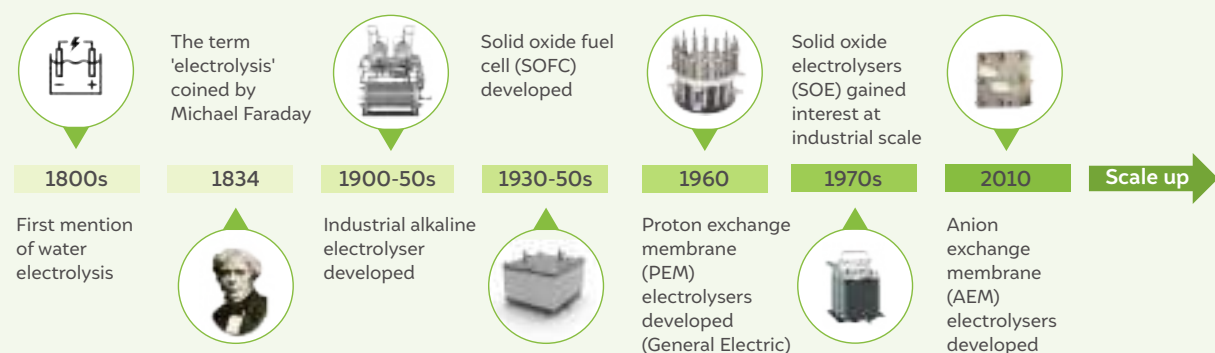 The term
'electrolysis'
coined by
Michael Faraday
Solid oxide fuel
cell (SOFC)
developed
Solid oxide
electrolysers
(SOE) gained
interest at
industrial scale
1800s
1834
1900-50s
1930-50s
1960
1970s
2010
Scale up
First mention
of water
electrolysis
Industrial alkaline
electrolyser
developed
Proton exchange
membrane
(PEM)
electrolysers
developed
(General Electric)
Anion
exchange
membrane
(AEM)
electrolysers
developed